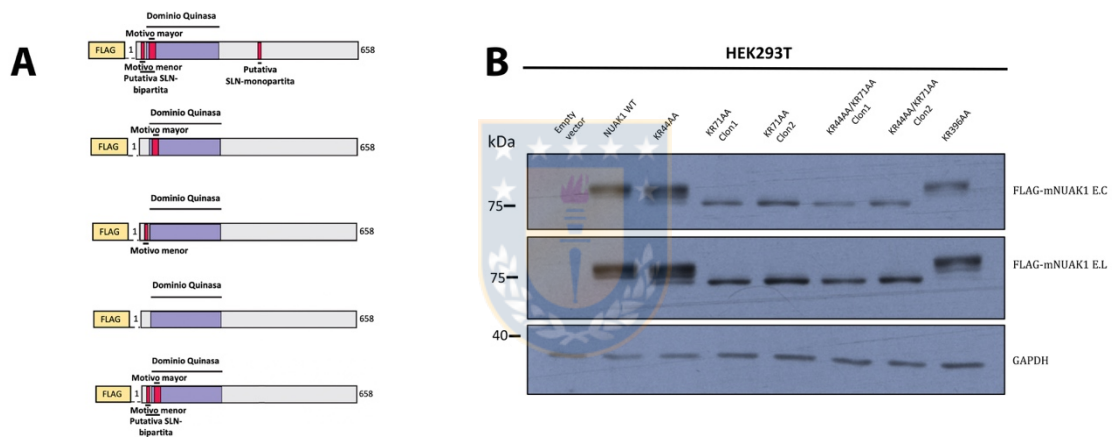 A
Dominio Quinasa
Motivo mayor
FLAG 1 658
Motivo menor
Putativa SLN-
bipartita
Putativa
SLN-monopartita
Dominio Quinasa
Motivo mayor
FLAG 1 658
Dominio Quinasa
FLAG 1 658
Motivo menor
Dominio Quinasa
FLAG 1 658
Dominio Quinasa
Motivo mayor
FLAG 1 658
Motivo menor
Putativa SLN-
bipartita
B
HEK293T
Empty
vector
NUAK1 WT
KR44AA
KR71AA
Clon1
KR71AA
Clon2
KR44AA/KR71AA
Clon1
KR44AA/KR71AA
Clon2
KR396AA
kDa
75
FLAG-mNUAK1 E.C
75
FLAG-mNUAK1 E.L
40
GAPDH